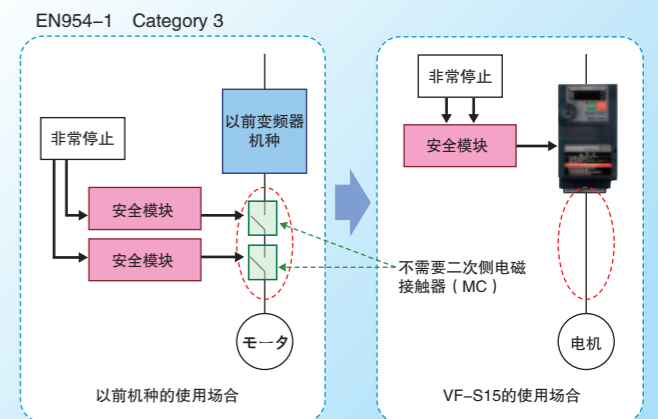 EN954–1 Category 3
非常停止
以前变频器
机种
安全模块
安全模块
モータ
以前机种的使用场合
非常停止
安全模块
不需要二次侧电磁
接触器（MC）
电机
VF–S15的使用场合